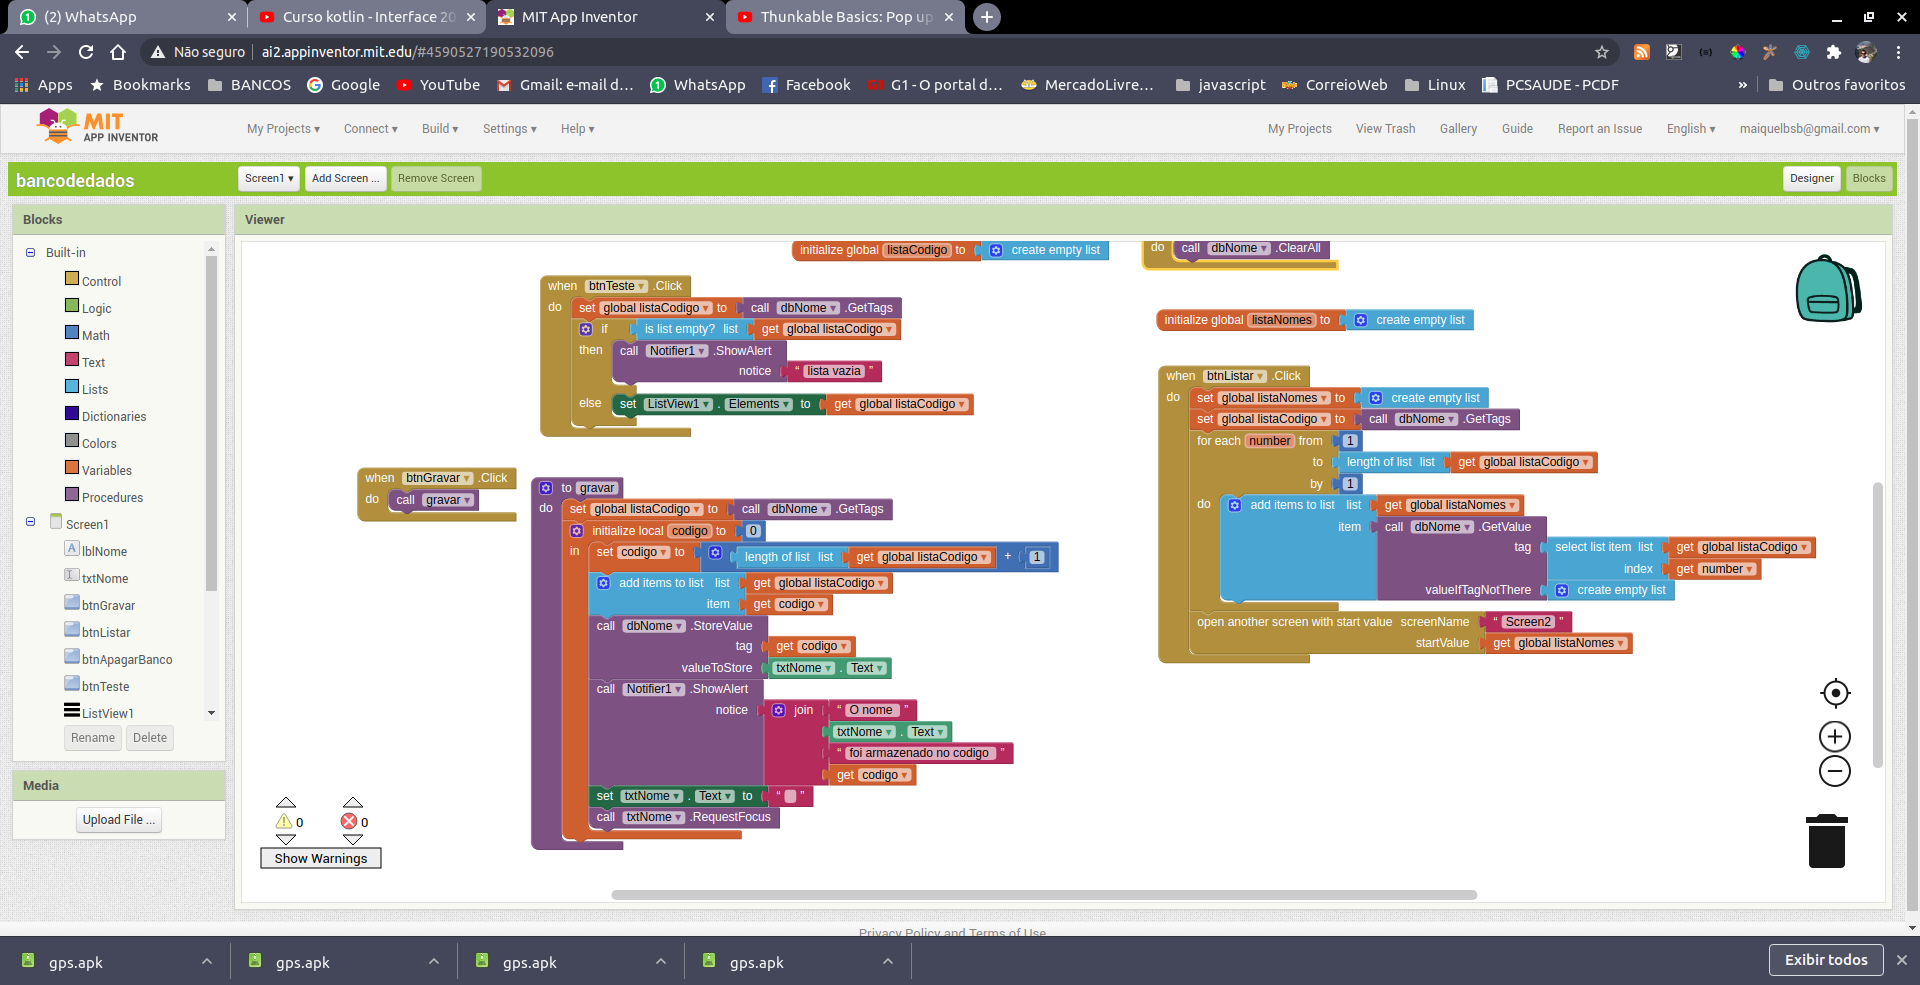 (2) WhatsApp
Curso kotlin - Interface 20
MIT App Inventor
Thunkable Basics: Pop up
Não seguro
ai2.appinventor.mit.edu/#4590527190532096
Apps
Bookmarks
BANCOS
Google
YouTube
Gmail: e-mail d…
WhatsApp
Facebook
G1 - O portal d…
MercadoLivre…
javascript
CorreioWeb
Linux
PCSAUDE - PCDF
»
Outros favoritos
MIT
APP INVENTOR
My Projects ▾
Connect ▾
Build ▾
Settings ▾
Help ▾
My Projects
View Trash
Gallery
Guide
Report an Issue
English ▾
maiquelbsb@gmail.com ▾
bancodedados
Screen1 ▾
Add Screen ...
Remove Screen
Designer
Blocks
Blocks
Built-in
Control
Logic
Math
Text
Lists
Dictionaries
Colors
Variables
Procedures
Screen1
lblNome
txtNome
btnGravar
btnListar
btnApagarBanco
btnTeste
ListView1
Rename
Delete
Media
Upload File ...
Viewer
initialize global listaCodigo to create empty list
do call dbNome .ClearAll
when btnTeste .Click
do set global listaCodigo to call dbNome .GetTags
if is list empty? list get global listaCodigo
then call Notifier1 .ShowAlert
notice “ lista vazia ”
else set ListView1 . Elements to get global listaCodigo
initialize global listaNomes to create empty list
when btnGravar .Click
do call gravar
to gravar
do set global listaCodigo to call dbNome .GetTags
initialize local codigo to 0
in set codigo to length of list list get global listaCodigo + 1
add items to list list get global listaCodigo
item get codigo
call dbNome .StoreValue
tag get codigo
valueToStore txtNome . Text
call Notifier1 .ShowAlert
notice join “ O nome ”
txtNome . Text
“ foi armazenado no codigo ”
get codigo
set txtNome . Text to “ ”
call txtNome .RequestFocus
when btnListar .Click
do set global listaNomes to create empty list
set global listaCodigo to call dbNome .GetTags
for each number from 1
to length of list list get global listaCodigo
by 1
do add items to list list get global listaNomes
item call dbNome .GetValue
tag select list item list get global listaCodigo
index get number
valueIfTagNotThere create empty list
open another screen with start value screenName “ Screen2 ”
startValue get global listaNomes
0
0
Show Warnings
Privacy Policy and Terms of Use
gps.apk
gps.apk
gps.apk
gps.apk
Exibir todos